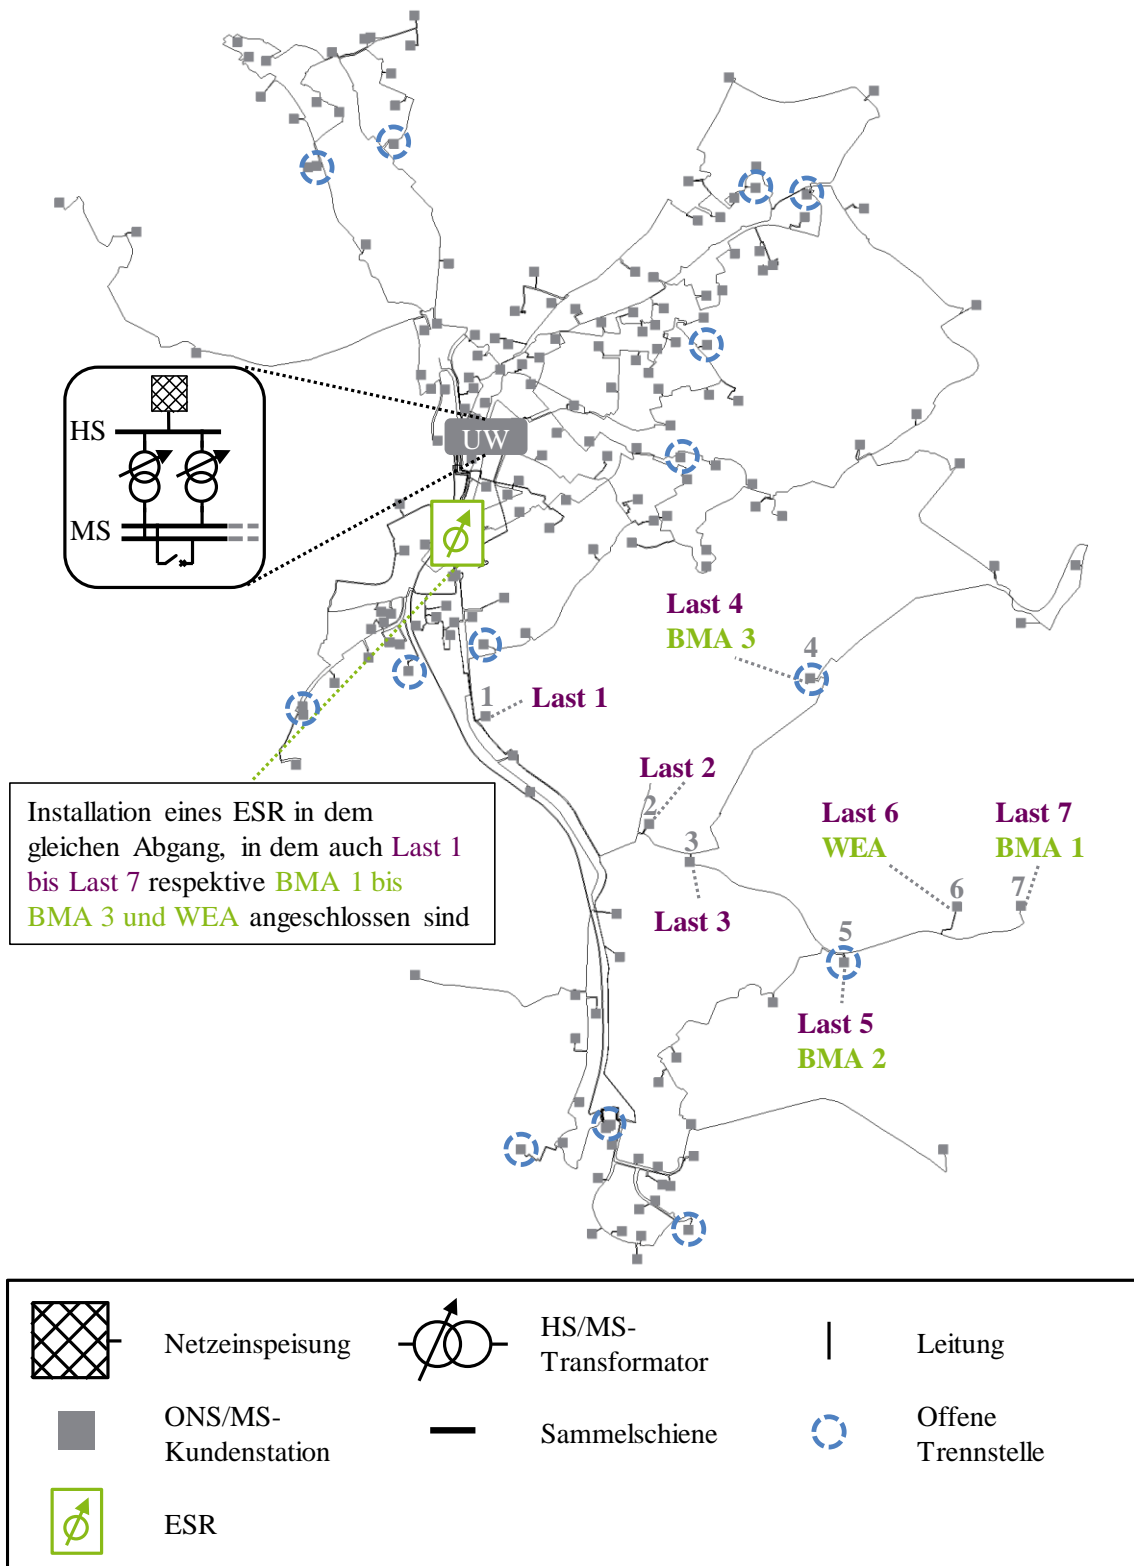 HS
UW
MS
Last 4
BMA 3
4
1
Last 1
Last 2
2
3
Last 3
Last 6
WEA
Last 7
BMA 1
6
7
5
Last 5
BMA 2
Installation eines ESR in dem
gleichen Abgang, in dem auch Last 1
bis Last 7 respektive BMA 1 bis
BMA 3 und WEA angeschlossen sind
Netzeinspeisung
HS/MS-
Transformator
Leitung
ONS/MS-
Kundenstation
Sammelschiene
Offene
Trennstelle
ESR